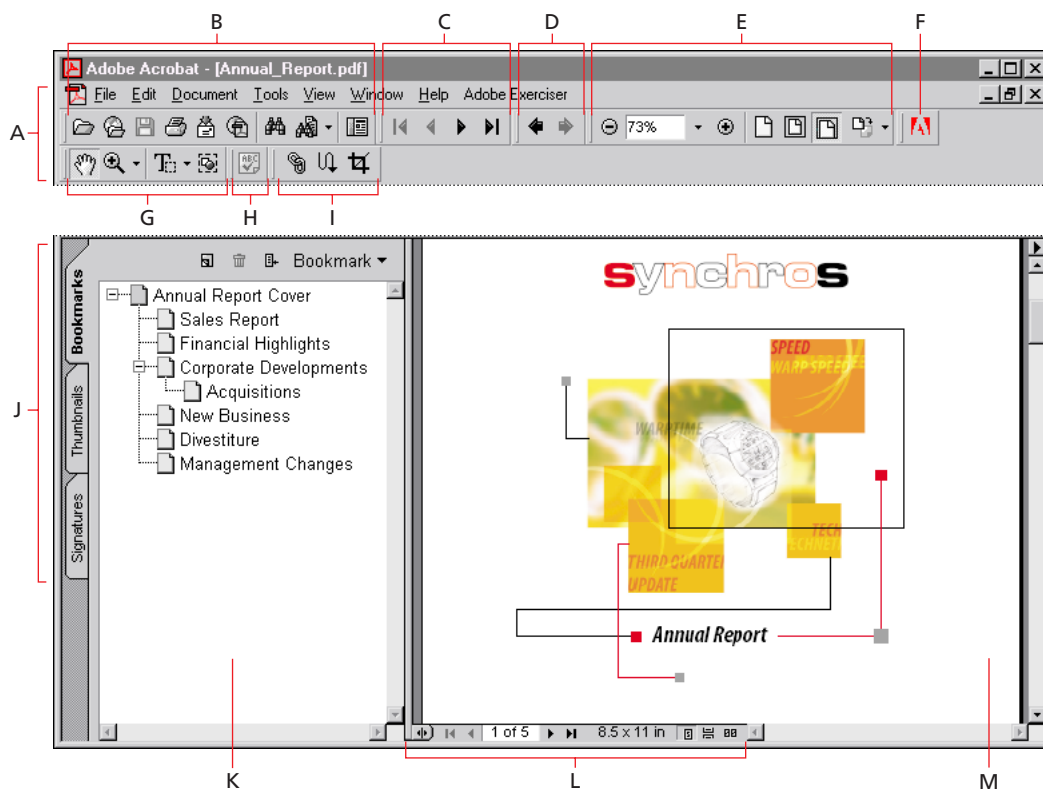 B C D E F
Adobe Acrobat - [Annual_Report.pdf]
A
File Edit Document Tools View Window Help Adobe Exerciser
73%
ABC
G H I
J
Bookmarks
Thumbnails
Signatures
Bookmark
Annual Report Cover
Sales Report
Financial Highlights
Corporate Developments
Acquisitions
New Business
Divestiture
Management Changes
synchros
SPEED
WARP SPEED
WARPTIME
TECH
THIRD QUARTER
UPDATE
Annual Report
1 of 5 8.5 x 11 in
K L M